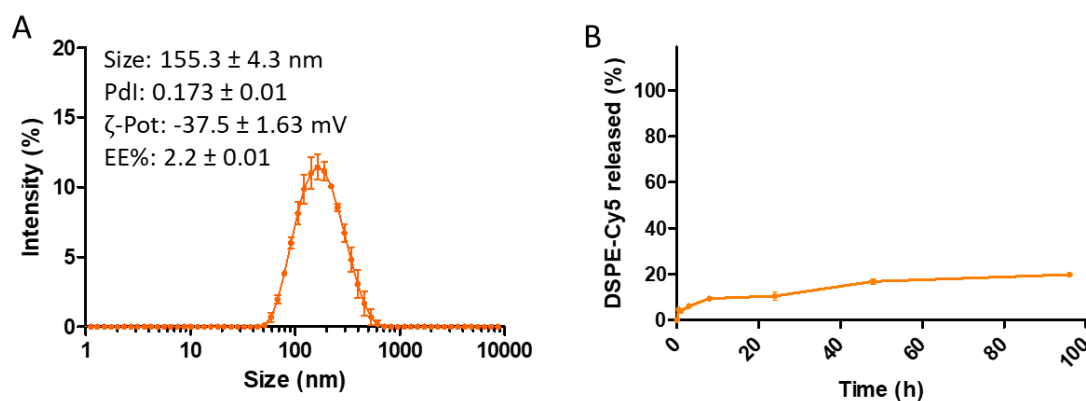 A
Size: 155.3 ± 4.3 nm
PdI: 0.173 ± 0.01
ζ-Pot: -37.5 ± 1.63 mV
EE%: 2.2 ± 0.01
Intensity (%)
20
15
10
5
0
1
10
100
1000
10000
Size (nm)
B
DSPE-Cy5 released (%)
100
80
60
40
20
0
0
20
40
60
80
100
Time (h)